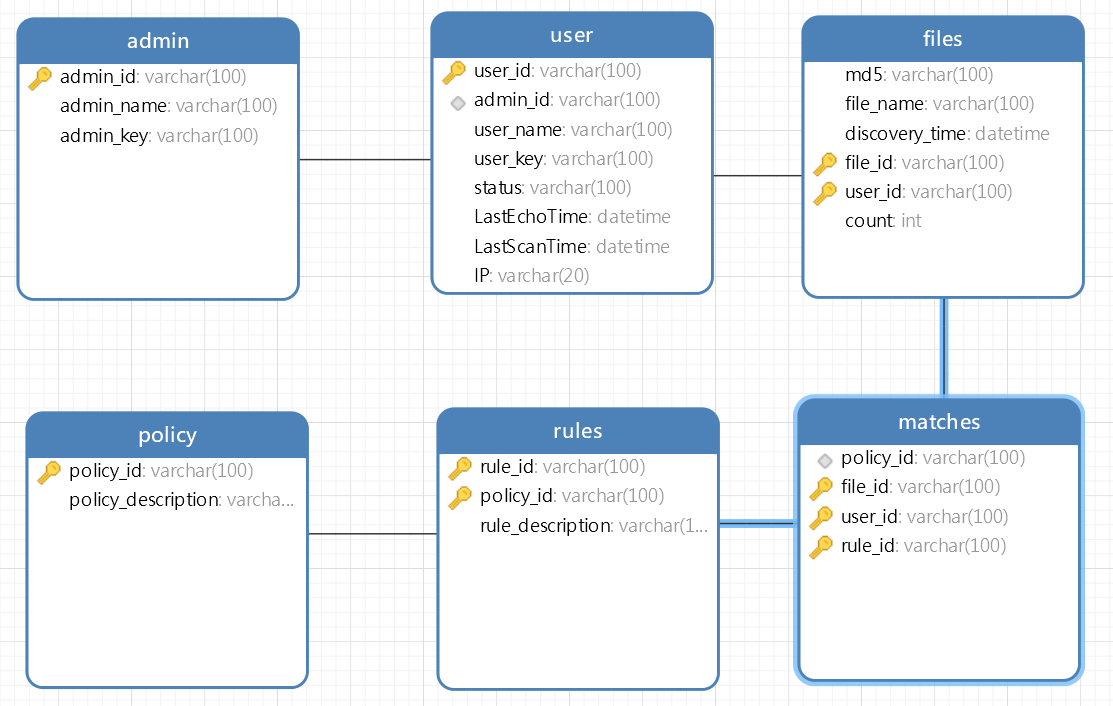 admin
admin_id: varchar(100)
admin_name: varchar(100)
admin_key: varchar(100)
user
user_id: varchar(100)
admin_id: varchar(100)
user_name: varchar(100)
user_key: varchar(100)
status: varchar(100)
LastEchoTime: datetime
LastScanTime: datetime
IP: varchar(20)
files
md5: varchar(100)
file_name: varchar(100)
discovery_time: datetime
file_id: varchar(100)
user_id: varchar(100)
count: int
policy
policy_id: varchar(100)
policy_description: varcha...
rules
rule_id: varchar(100)
policy_id: varchar(100)
rule_description: varchar(1...
matches
policy_id: varchar(100)
file_id: varchar(100)
user_id: varchar(100)
rule_id: varchar(100)